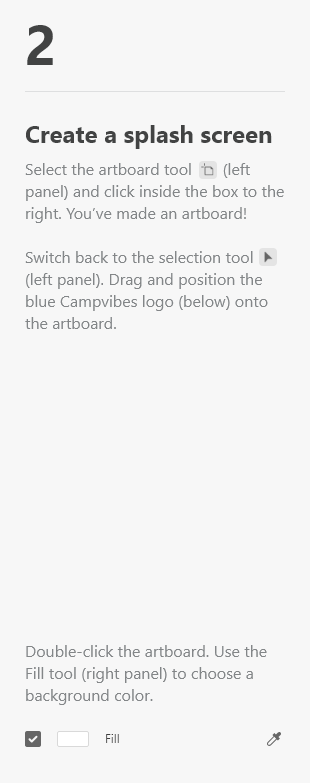 2
Create a splash screen
Select the artboard tool (left
panel) and click inside the box to the
right. You’ve made an artboard!
Switch back to the selection tool
(left panel). Drag and position the
blue Campvibes logo (below) onto
the artboard.
Double-click the artboard. Use the
Fill tool (right panel) to choose a
background color.
Fill